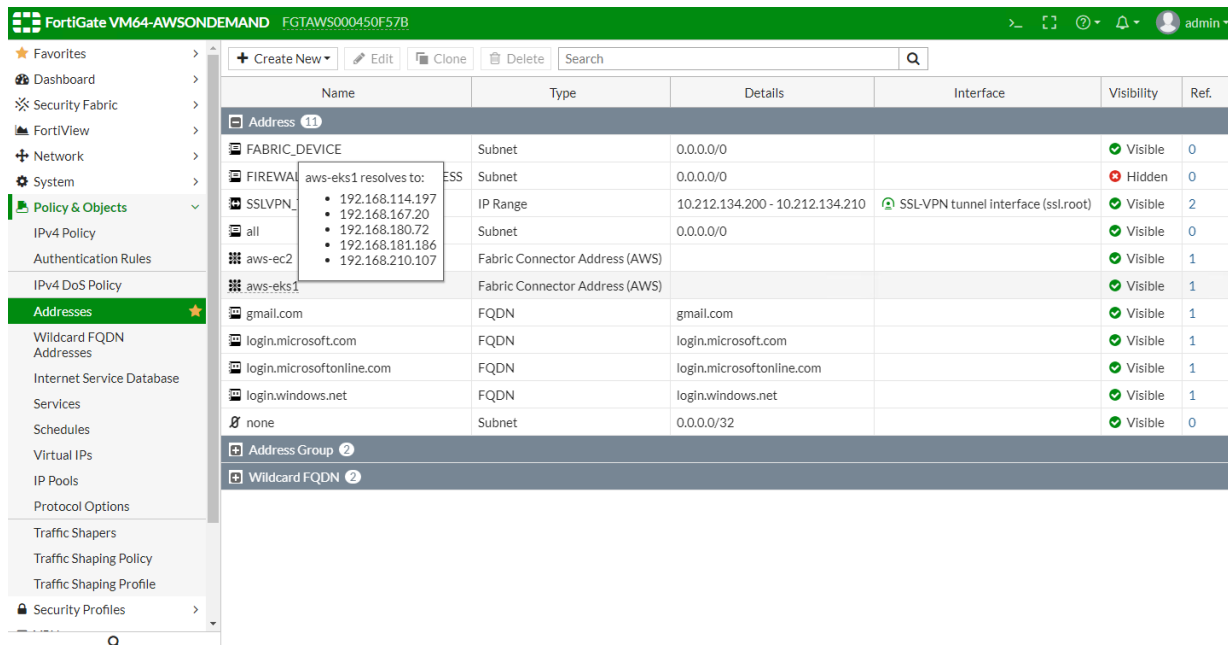 FortiGate VM64-AWSONDEMAND FGTAWS000450F57B
>_ admin
Favorites
Dashboard
Security Fabric
FortiView
Network
System
Policy & Objects
IPv4 Policy
Authentication Rules
IPv4 DoS Policy
Addresses
Wildcard FQDN
Addresses
Internet Service Database
Services
Schedules
Virtual IPs
IP Pools
Protocol Options
Traffic Shapers
Traffic Shaping Policy
Traffic Shaping Profile
Security Profiles
+ Create New Edit Clone Delete Search
Name Type Details Interface Visibility Ref.
Address 11
FABRIC_DEVICE Subnet 0.0.0.0/0 Visible 0
FIREWAL ESS Subnet 0.0.0.0/0 Hidden 0
SSLVPN_ IP Range 10.212.134.200 - 10.212.134.210 SSL-VPN tunnel interface (ssl.root) Visible 2
all Subnet 0.0.0.0/0 Visible 0
aws-ec2 Fabric Connector Address (AWS) Visible 1
aws-eks1 Fabric Connector Address (AWS) Visible 1
gmail.com FQDN gmail.com Visible 1
login.microsoft.com FQDN login.microsoft.com Visible 1
login.microsoftonline.com FQDN login.microsoftonline.com Visible 1
login.windows.net FQDN login.windows.net Visible 1
none Subnet 0.0.0.0/32 Visible 0
Address Group 2
Wildcard FQDN 2
aws-eks1 resolves to:
• 192.168.114.197
• 192.168.167.20
• 192.168.180.72
• 192.168.181.186
• 192.168.210.107